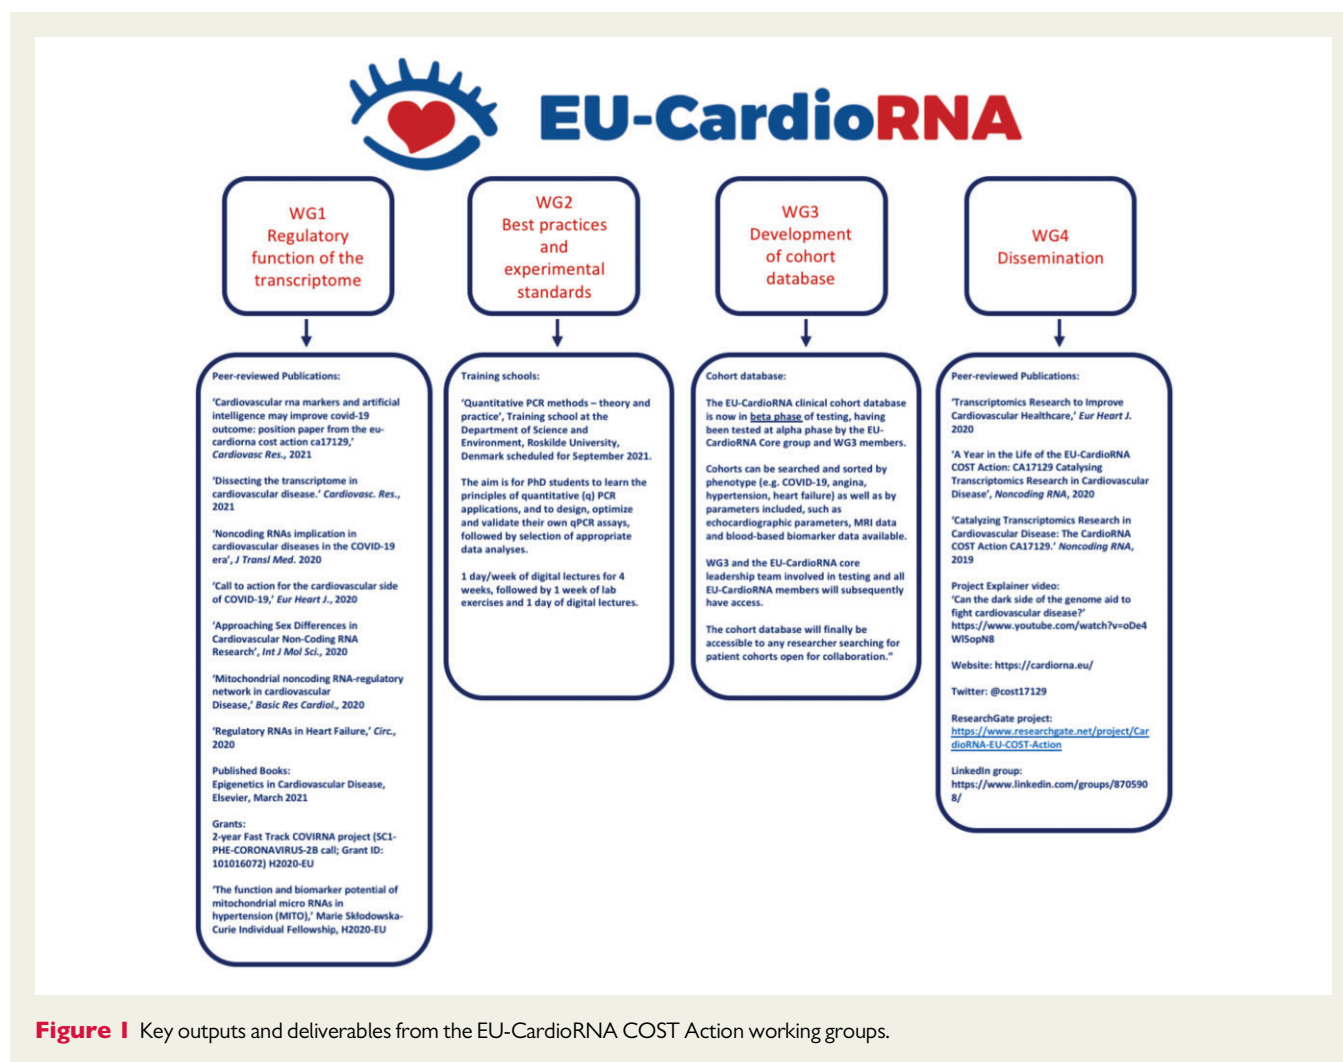 EU-CardioRNA
WG1
Regulatory
function of the
transcriptome
WG2
Best practices
and
experimental
standards
WG3
Development
of cohort
database
WG4
Dissemination
Peer-reviewed Publications:
‘Cardiovascular rna markers and artificial
intelligence may improve covid-19
outcome: position paper from the eu-
cardiorna cost action ca17129,’
Cardiovasc Res., 2021
‘Dissecting the transcriptome in
cardiovascular disease.’ Cardiovasc. Res.,
2021
‘Noncoding RNAs implication in
cardiovascular diseases in the COVID-19
era’, J Transl Med. 2020
‘Call to action for the cardiovascular side
of COVID-19,’ Eur Heart J., 2020
‘Approaching Sex Differences in
Cardiovascular Non-Coding RNA
Research’, Int J Mol Sci., 2020
‘Mitochondrial noncoding RNA-regulatory
network in cardiovascular
Disease,’ Basic Res Cardiol., 2020
‘Regulatory RNAs in Heart Failure,’ Circ.,
2020
Published Books:
Epigenetics in Cardiovascular Disease,
Elsevier, March 2021
Grants:
2-year Fast Track COVIRNA project (SC1-
PHE-CORONAVIRUS-2B call; Grant ID:
101016072) H2020-EU
‘The function and biomarker potential of
mitochondrial micro RNAs in
hypertension (MITO),’ Marie Skłodowska-
Curie Individual Fellowship, H2020-EU
Training schools:
‘Quantitative PCR methods – theory and
practice’, Training school at the
Department of Science and
Environment, Roskilde University,
Denmark scheduled for September 2021.
The aim is for PhD students to learn the
principles of quantitative (q) PCR
applications, and to design, optimize
and validate their own qPCR assays,
followed by selection of appropriate
data analyses.
1 day/week of digital lectures for 4
weeks, followed by 1 week of lab
exercises and 1 day of digital lectures.
Cohort database:
The EU-CardioRNA clinical cohort database
is now in beta phase of testing, having
been tested at alpha phase by the EU-
CardioRNA Core group and WG3 members.
Cohorts can be searched and sorted by
phenotype (e.g. COVID-19, angina,
hypertension, heart failure) as well as by
parameters included, such as
echocardiographic parameters, MRI data
and blood-based biomarker data available.
WG3 and the EU-CardioRNA core
leadership team involved in testing and all
EU-CardioRNA members will subsequently
have access.
The cohort database will finally be
accessible to any researcher searching for
patient cohorts open for collaboration.”
Peer-reviewed Publications:
‘Transcriptomics Research to Improve
Cardiovascular Healthcare,’ Eur Heart J.
2020
‘A Year in the Life of the EU-CardioRNA
COST Action: CA17129 Catalysing
Transcriptomics Research in Cardiovascular
Disease’, Noncoding RNA, 2020
‘Catalyzing Transcriptomics Research in
Cardiovascular Disease: The CardioRNA
COST Action CA17129.’ Noncoding RNA,
2019
Project Explainer video:
‘Can the dark side of the genome aid to
fight cardiovascular disease?’
https://www.youtube.com/watch?v=oDe4
WI5opN8
Website: https://cardiorna.eu/
Twitter: @cost17129
ResearchGate project:
https://www.researchgate.net/project/Car
dioRNA-EU-COST-Action
LinkedIn group:
https://www.linkedin.com/groups/870590
8/
Figure 1 Key outputs and deliverables from the EU-CardioRNA COST Action working groups.